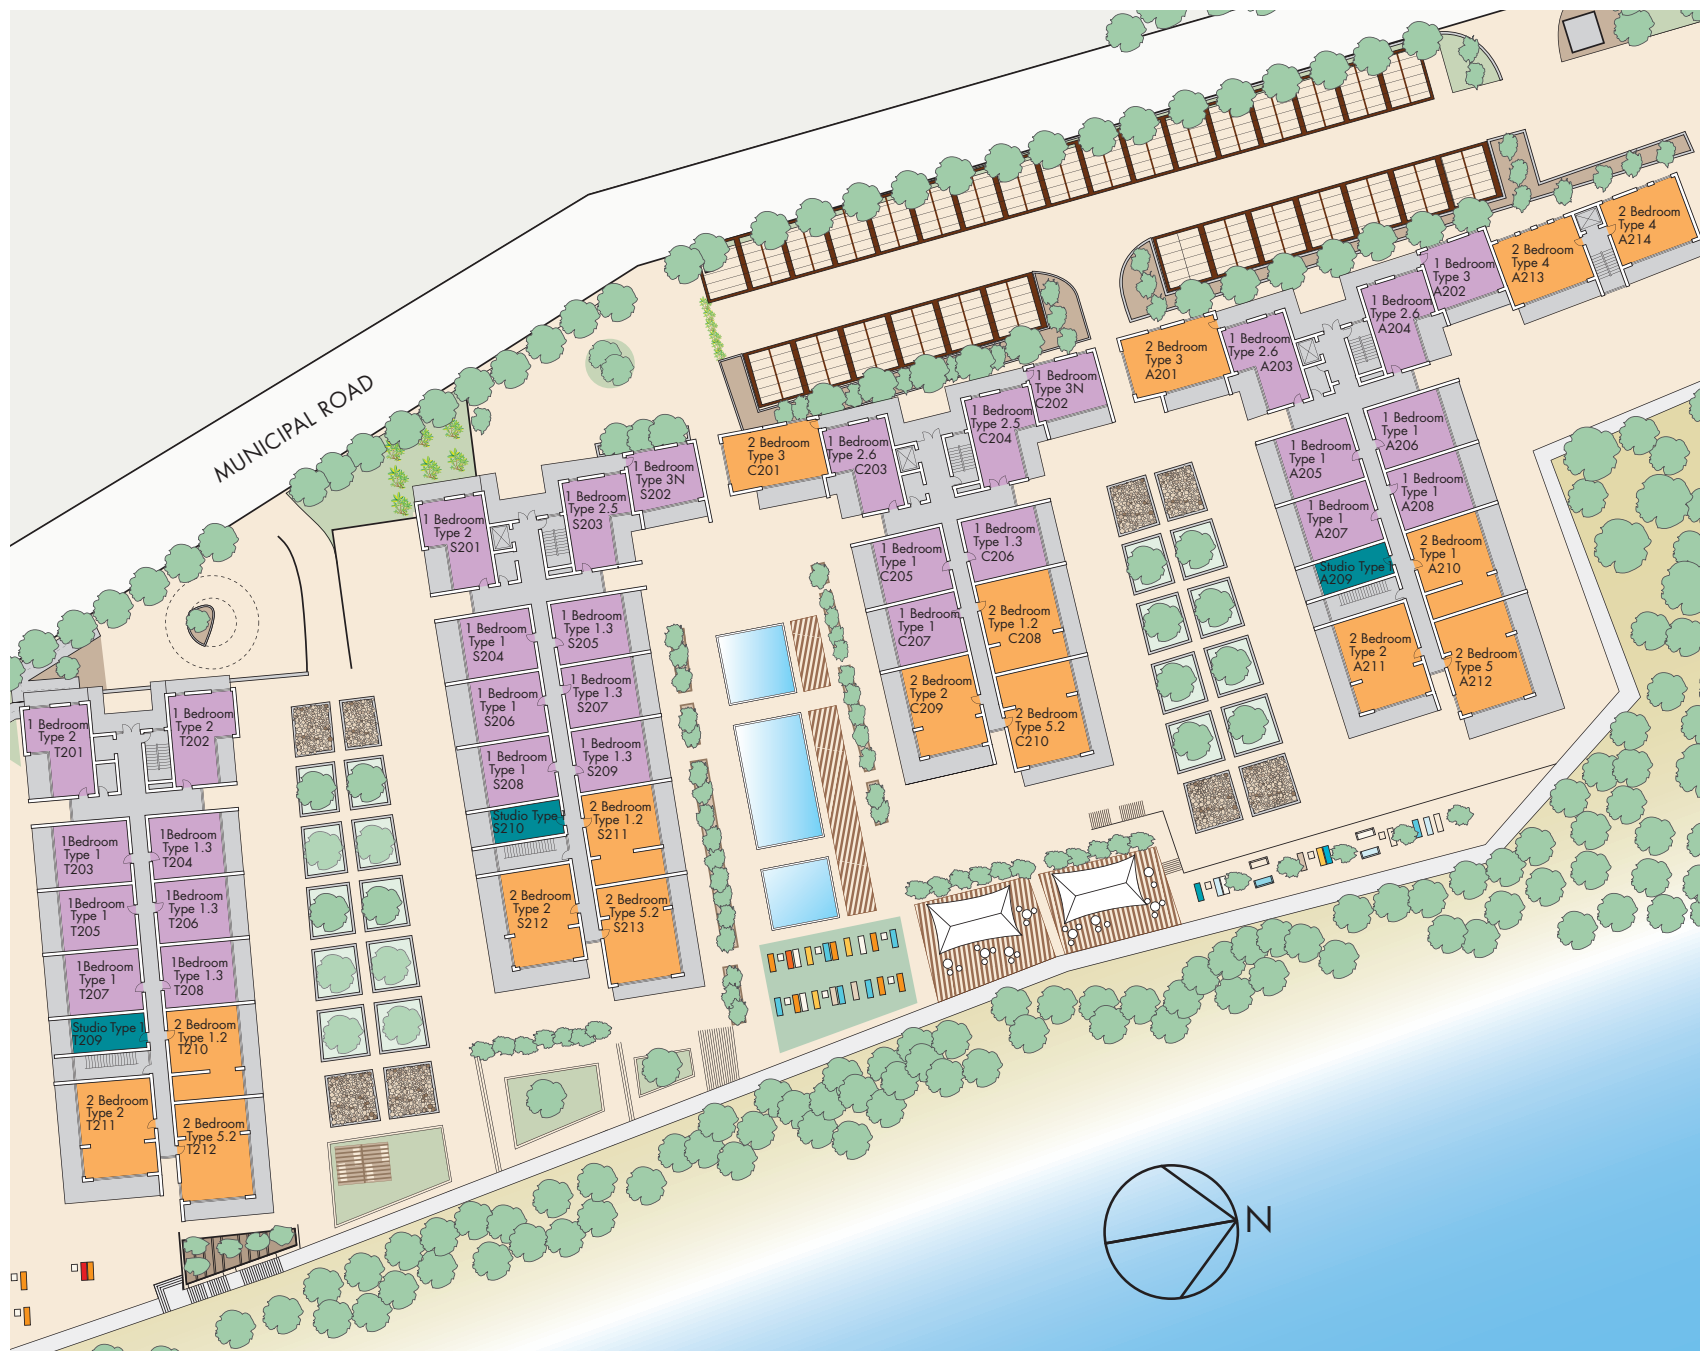 MUNICIPAL ROAD
1 Bedroom
Type 2
T201
1 Bedroom
Type 2
T202
1Bedroom
Type 1
T203
1Bedroom
Type 1.3
T204
1Bedroom
Type 1
T205
1Bedroom
Type 1.3
T206
1Bedroom
Type 1
T207
1Bedroom
Type 1.3
T208
Studio Type 1
T209
2 Bedroom
Type 1.2
T210
2 Bedroom
Type 2
T211
2 Bedroom
Type 5.2
T212
1 Bedroom
Type 2
S201
1 Bedroom
Type 3N
S202
1 Bedroom
Type 2.5
S203
1 Bedroom
Type 1
S204
1 Bedroom
Type 1.3
S205
1 Bedroom
Type 1
S206
1 Bedroom
Type 1.3
S207
1 Bedroom
Type 1
S208
1 Bedroom
Type 1.3
S209
Studio Type
S210
2 Bedroom
Type 1.2
S211
2 Bedroom
Type 2
S212
2 Bedroom
Type 5.2
S213
2 Bedroom
Type 3
C201
1 Bedroom
Type 3N
C202
1 Bedroom
Type 2.6
C203
1 Bedroom
Type 2.5
C204
1 Bedroom
Type 1
C205
1 Bedroom
Type 1.3
C206
1 Bedroom
Type 1
C207
2 Bedroom
Type 1.2
C208
2 Bedroom
Type 2
C209
2 Bedroom
Type 5.2
C210
2 Bedroom
Type 3
A201
1 Bedroom
Type 3
A202
1 Bedroom
Type 2.6
A203
1 Bedroom
Type 2.6
A204
1 Bedroom
Type 1
A205
1 Bedroom
Type 1
A206
1 Bedroom
Type 1
A207
1 Bedroom
Type 1
A208
Studio Type 1
A209
2 Bedroom
Type 1
A210
2 Bedroom
Type 2
A211
2 Bedroom
Type 5
A212
2 Bedroom
Type 4
A213
2 Bedroom
Type 4
A214
N